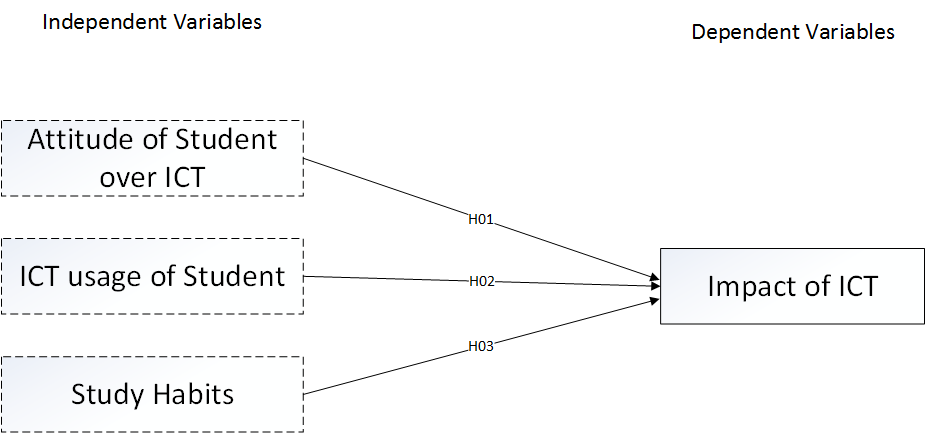 Independent Variables
Dependent Variables
Attitude of Student
over ICT
H01
ICT usage of Student
H02
Impact of ICT
H03
Study Habits